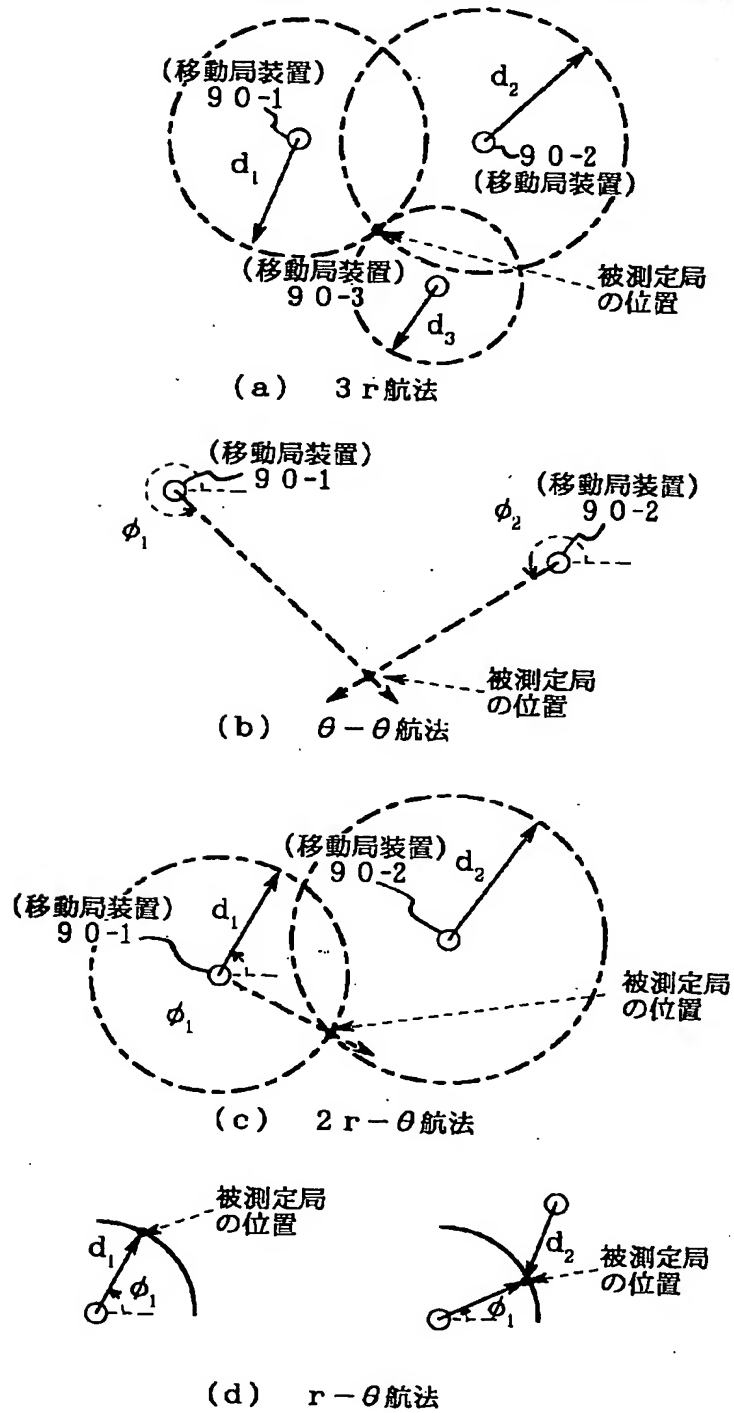 (移動局装置)
90-1
d₁
d₂
90-2
(移動局装置)
(移動局装置)
90-3
d₃
被測定局
の位置
(a) 3r航法
(移動局装置)
90-1
ϕ₁
(移動局装置)
90-2
ϕ₂
被測定局
の位置
(b) θ-θ航法
(移動局装置)
90-2
d₂
(移動局装置)
90-1
d₁
ϕ₁
被測定局
の位置
(c) 2r-θ航法
被測定局
の位置
d₁
ϕ₁
d₂
ϕ₁
被測定局
の位置
(d) r-θ航法